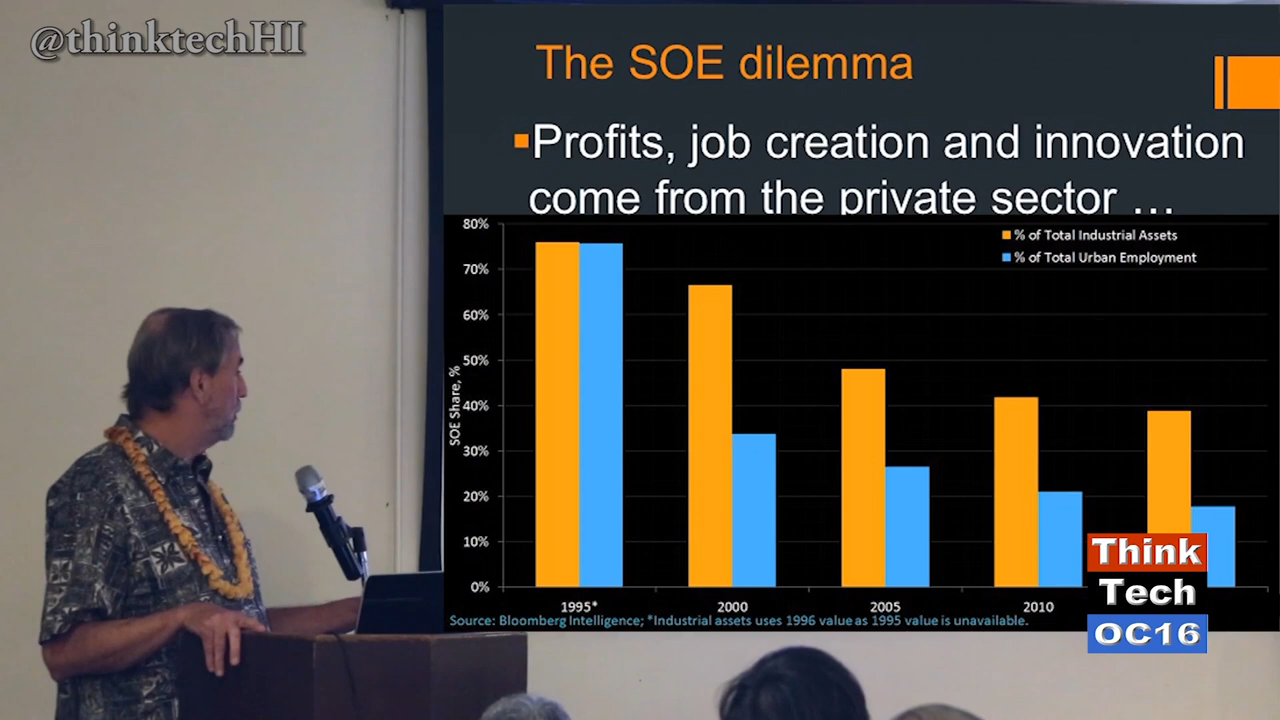 @thinktechHI
The SOE dilemma
Profits, job creation and innovation
come from the private sector ...
80%
% of Total Industrial Assets
% of Total Urban Employment
70%
60%
50%
40%
30%
20%
10%
0%
SOE Share, %
1995*
2000
2005
2010
Source: Bloomberg Intelligence; *Industrial assets uses 1996 value as 1995 value is unavailable.
Think
Tech
OC16